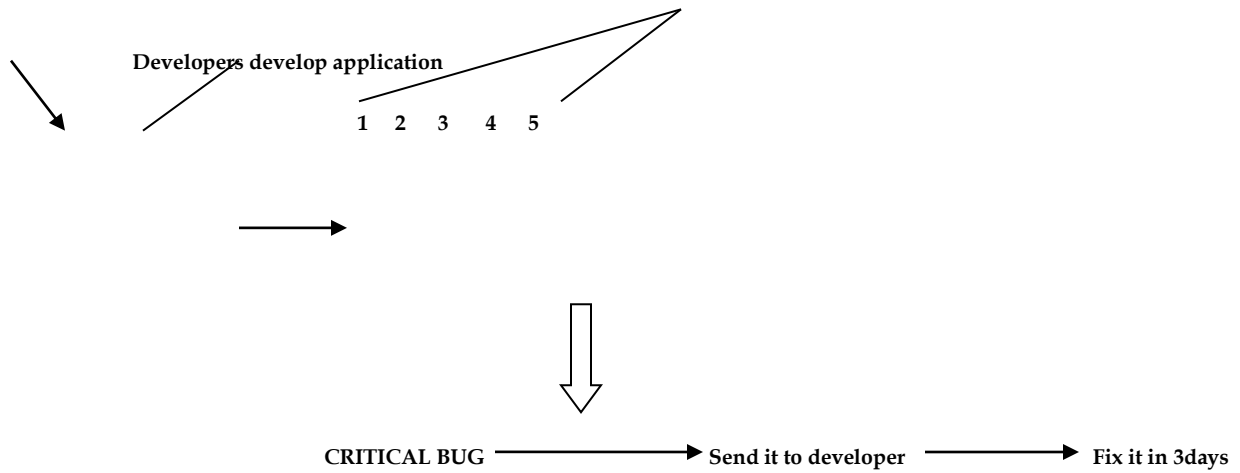 Developers develop application
1 2 3 4 5
CRITICAL BUG Send it to developer Fix it in 3days